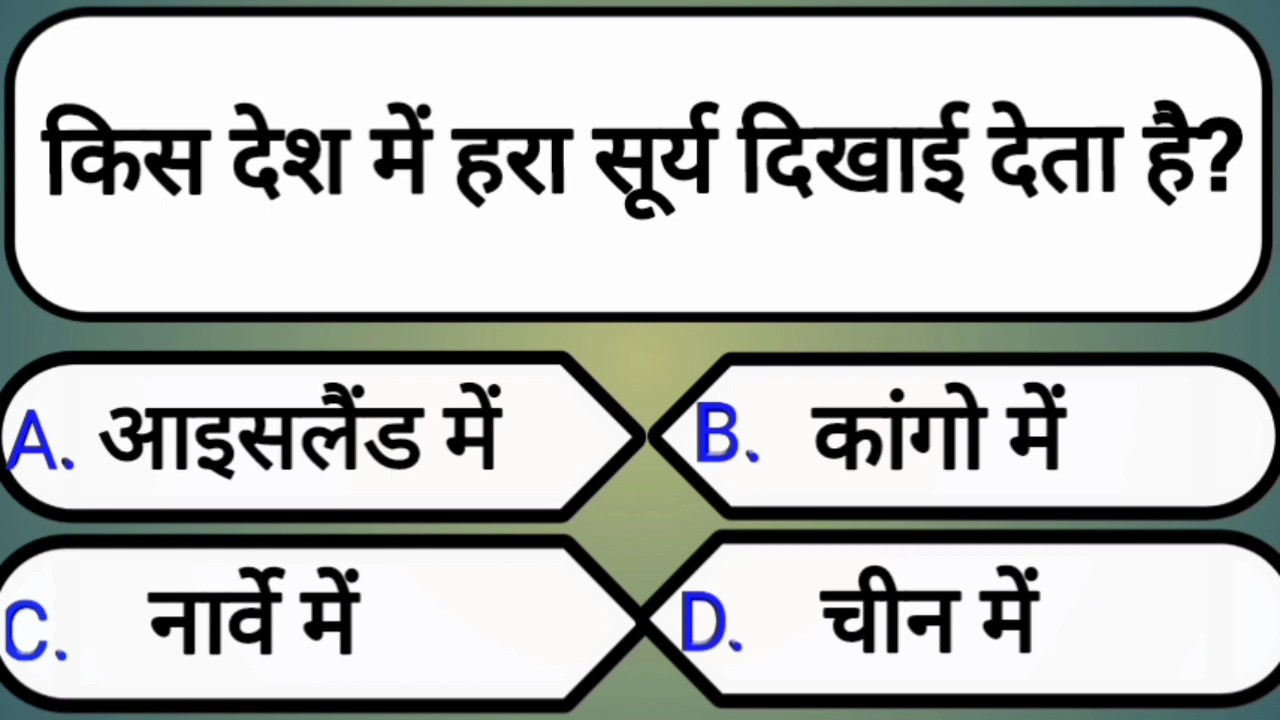 किस देश में हरा सूर्य दिखाई देता है?
A. आइसलैंड में
B. कांगो में
C. नार्वे में
D. चीन में